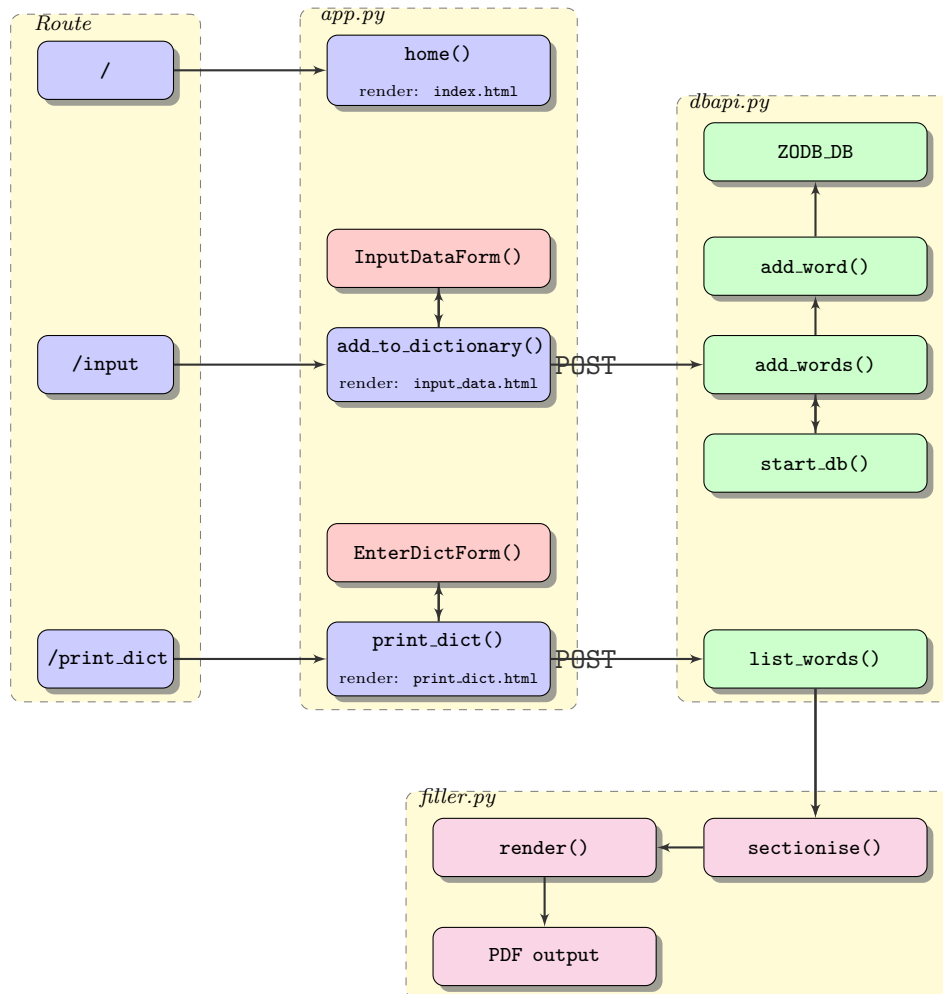 Route
app.py
/
home()
render: index.html
dbapi.py
ZODB_DB
InputDataForm()
add_word()
/input
add_to_dictionary()
render: input_data.html
POST
add_words()
start_db()
EnterDictForm()
/print_dict
print_dict()
render: print_dict.html
POST
list_words()
filler.py
render()
sectionise()
PDF output